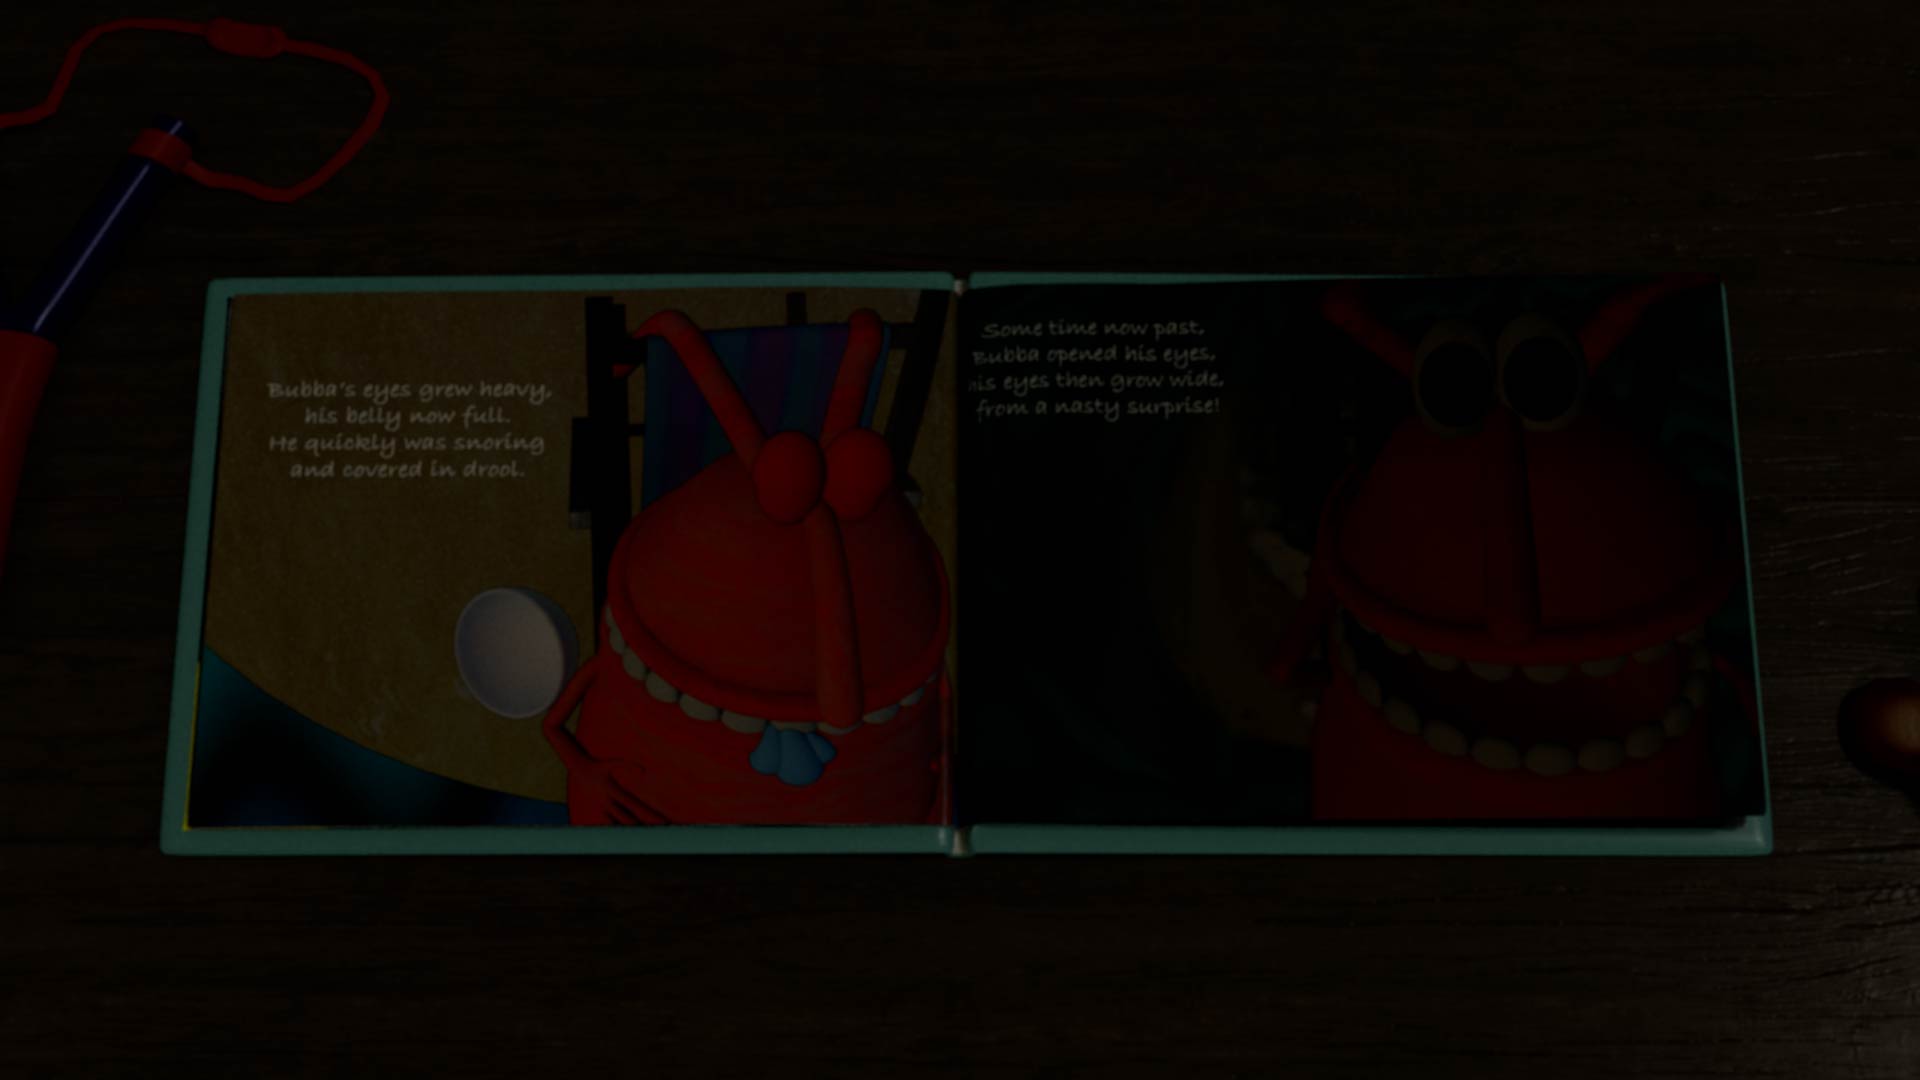 Bubba's eyes grew heavy,
his belly now full.
He quickly was snoring
and covered in drool.
Some time now past,
Bubba opened his eyes,
his eyes then grow wide,
from a nasty surprise!